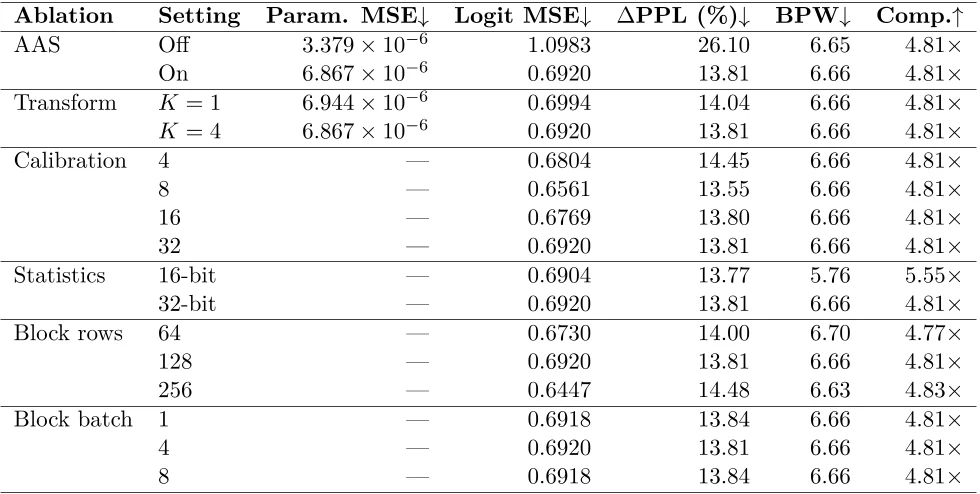 Ablation Setting Param. MSE↓ Logit MSE↓ ΔPPL (%)↓ BPW↓ Comp.↑
AAS Off 3.379 × 10⁻⁶ 1.0983 26.10 6.65 4.81×
On 6.867 × 10⁻⁶ 0.6920 13.81 6.66 4.81×
Transform K = 1 6.944 × 10⁻⁶ 0.6994 14.04 6.66 4.81×
K = 4 6.867 × 10⁻⁶ 0.6920 13.81 6.66 4.81×
Calibration 4 — 0.6804 14.45 6.66 4.81×
8 — 0.6561 13.55 6.66 4.81×
16 — 0.6769 13.80 6.66 4.81×
32 — 0.6920 13.81 6.66 4.81×
Statistics 16-bit — 0.6904 13.77 5.76 5.55×
32-bit — 0.6920 13.81 6.66 4.81×
Block rows 64 — 0.6730 14.00 6.70 4.77×
128 — 0.6920 13.81 6.66 4.81×
256 — 0.6447 14.48 6.63 4.83×
Block batch 1 — 0.6918 13.84 6.66 4.81×
4 — 0.6920 13.81 6.66 4.81×
8 — 0.6918 13.84 6.66 4.81×